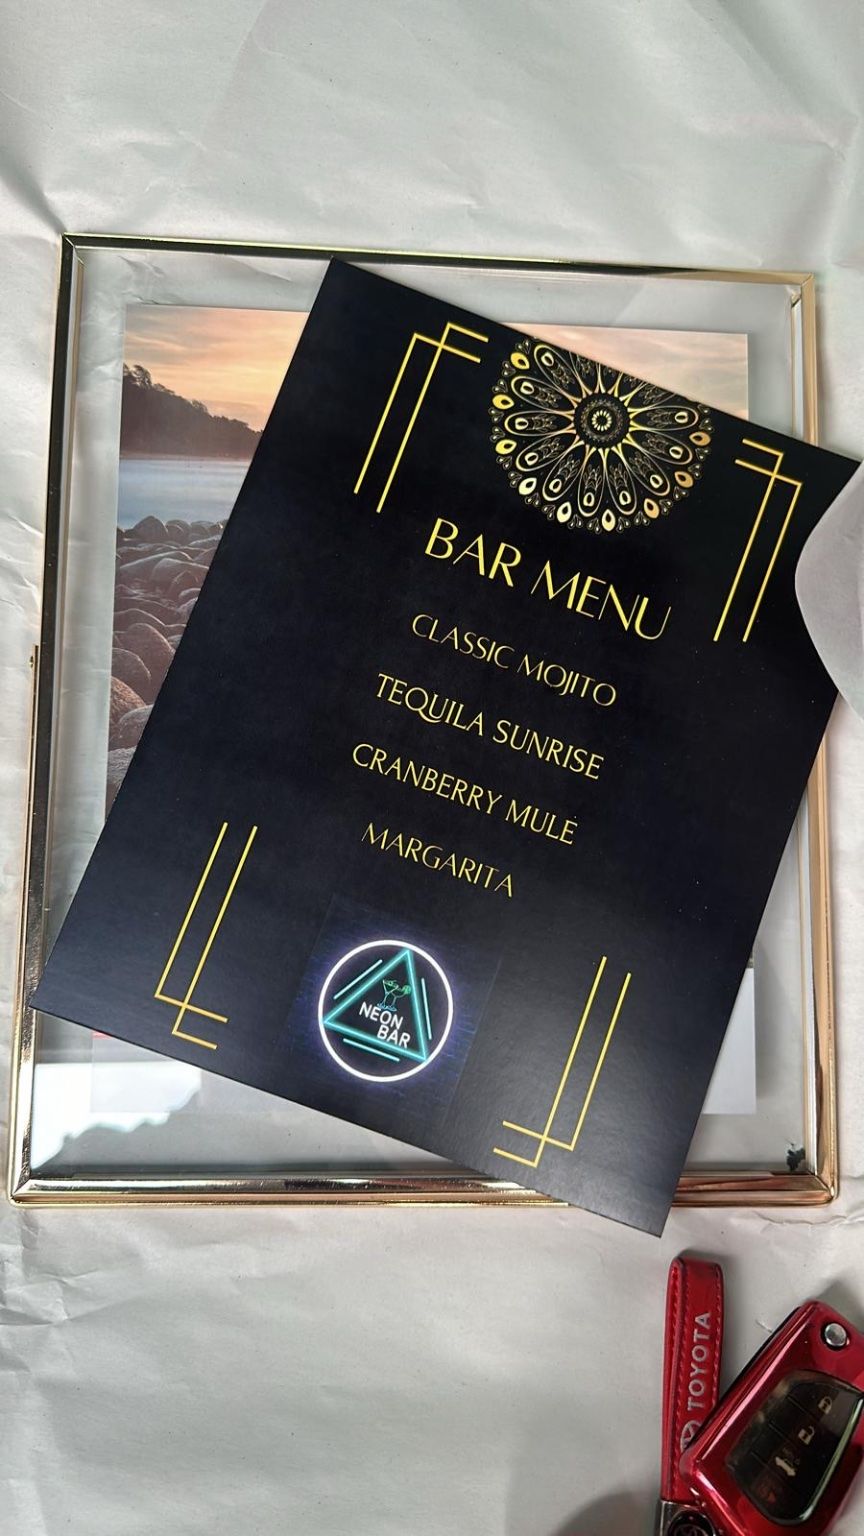 BAR MENU
CLASSIC MOJITO
TEQUILA SUNRISE
CRANBERRY MULE
MARGARITA
NEON
BAR
TOYOTA